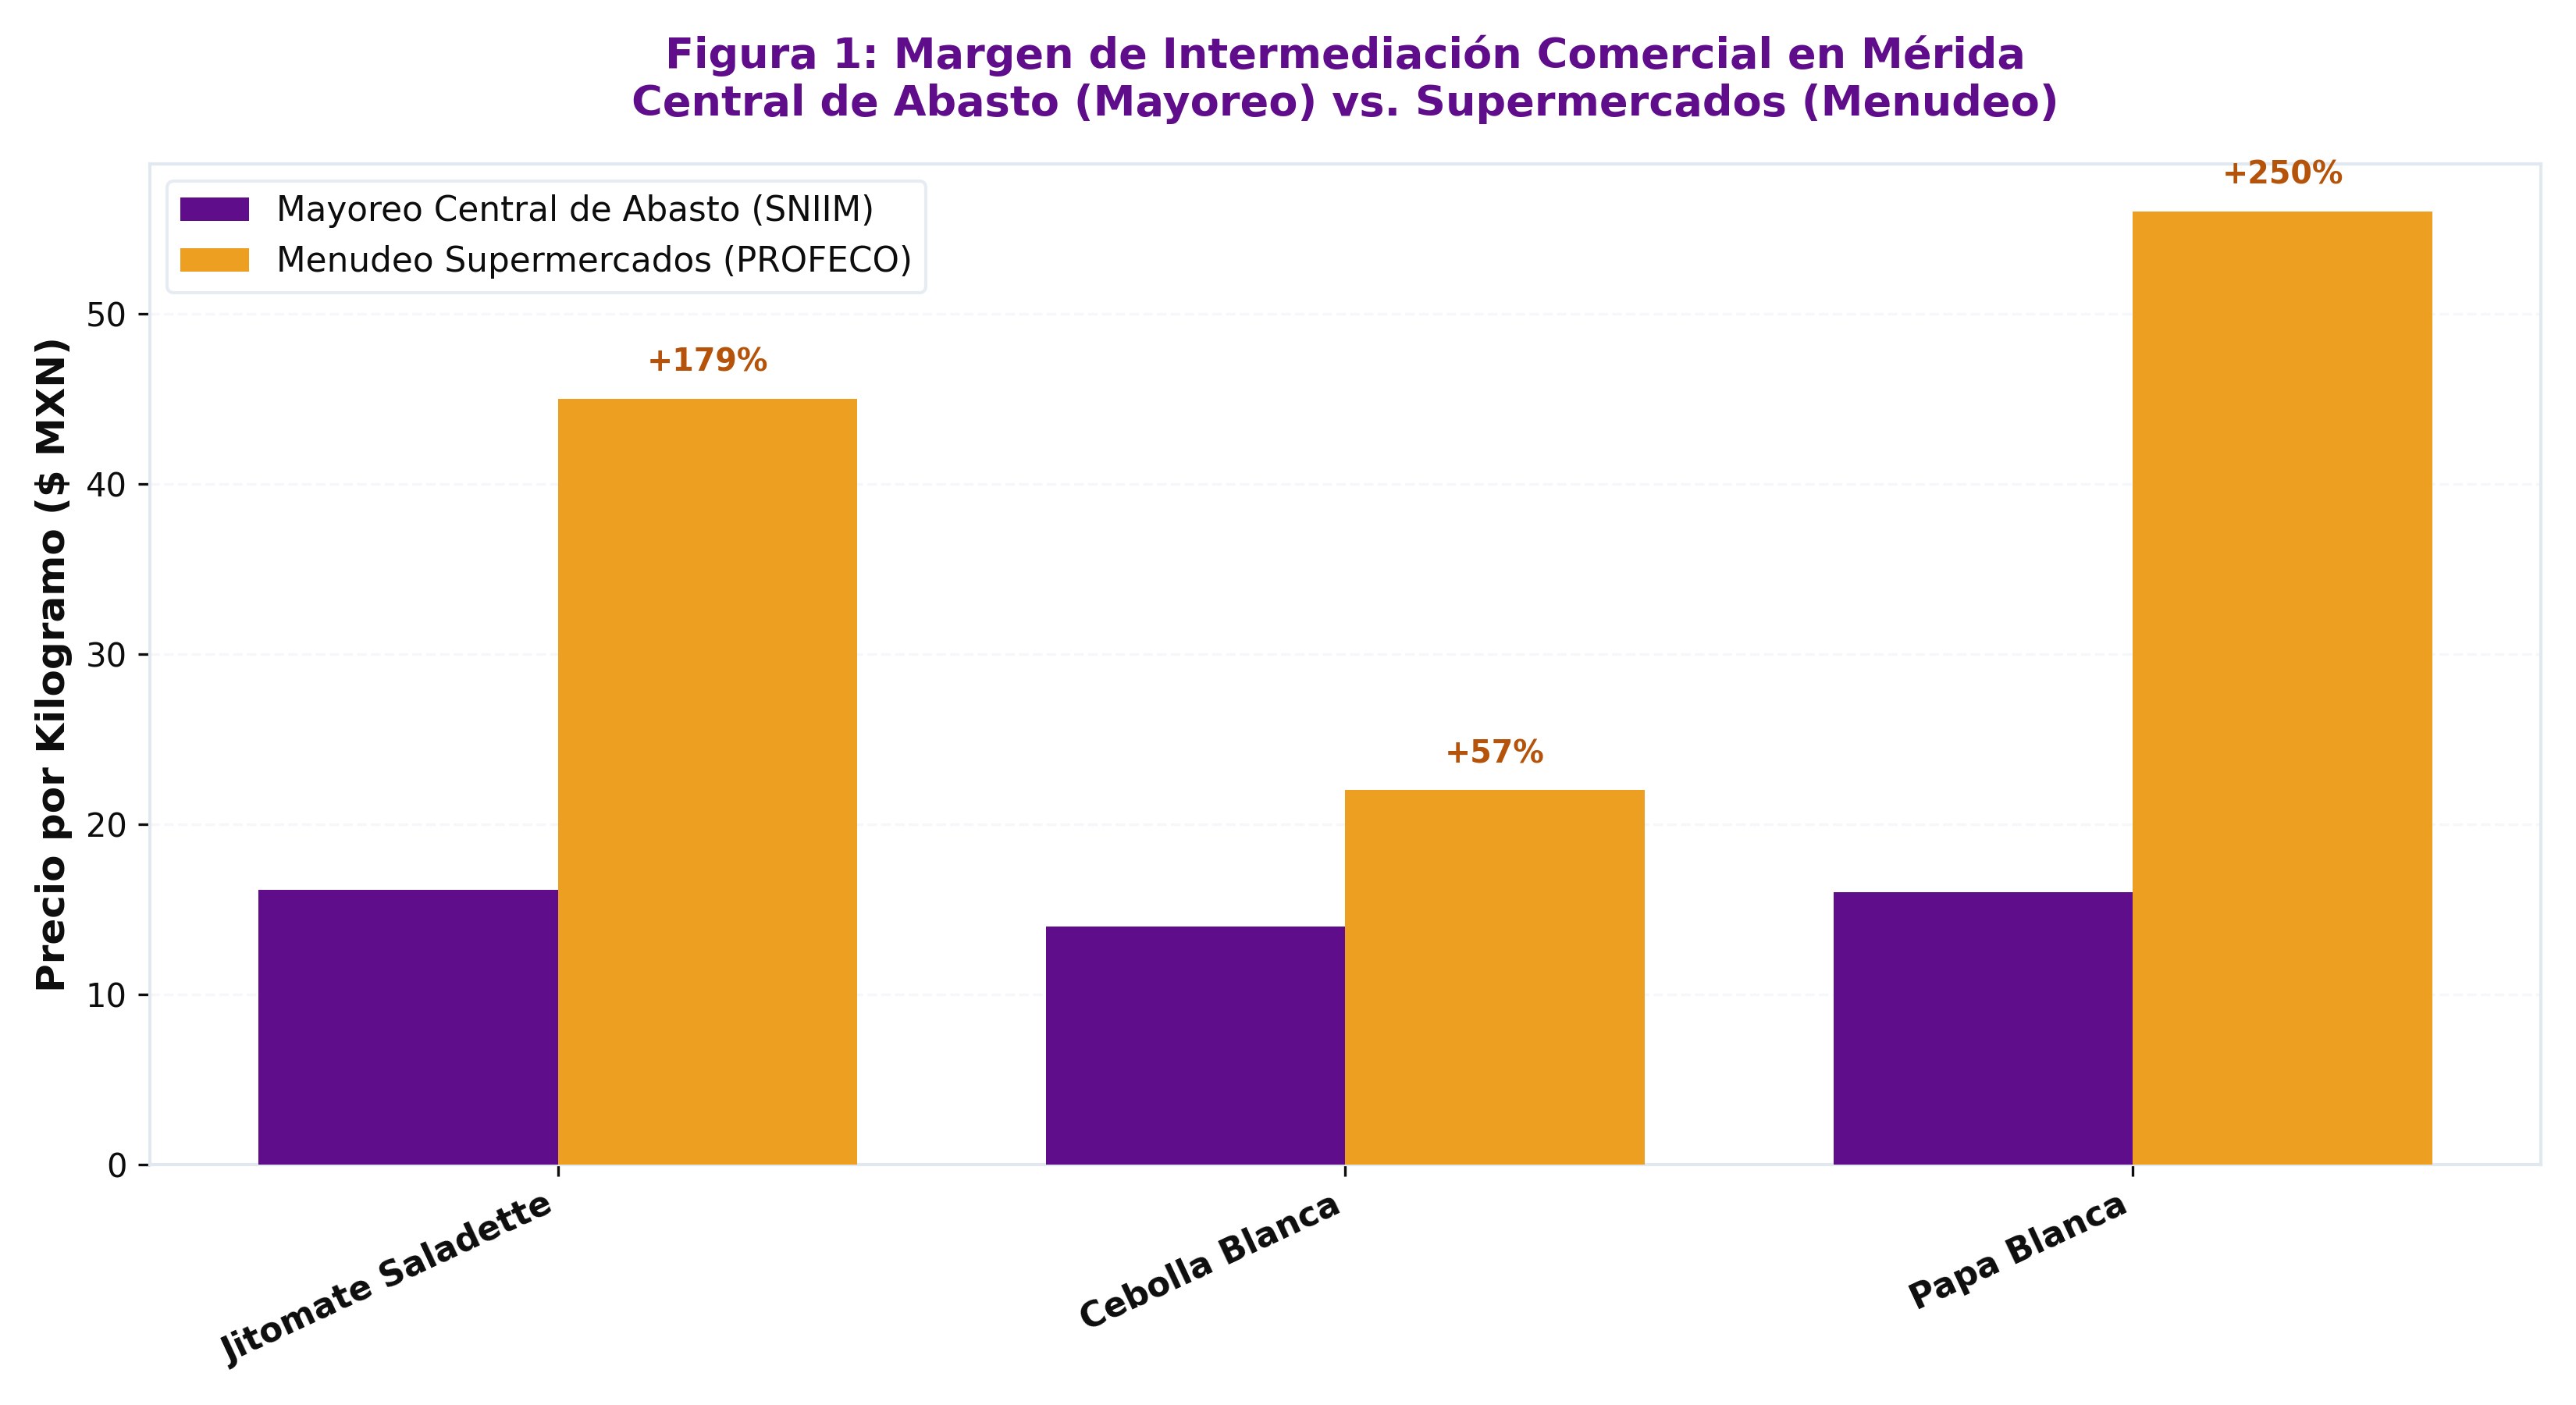 Figura 1: Margen de Intermediación Comercial en Mérida
Central de Abasto (Mayoreo) vs. Supermercados (Menudeo)
Mayoreo Central de Abasto (SNIIM)
Menudeo Supermercados (PROFECO)
+179%
+57%
+250%
Precio por Kilogramo ($ MXN)
50
40
30
20
10
0
Jitomate Saladette
Cebolla Blanca
Papa Blanca